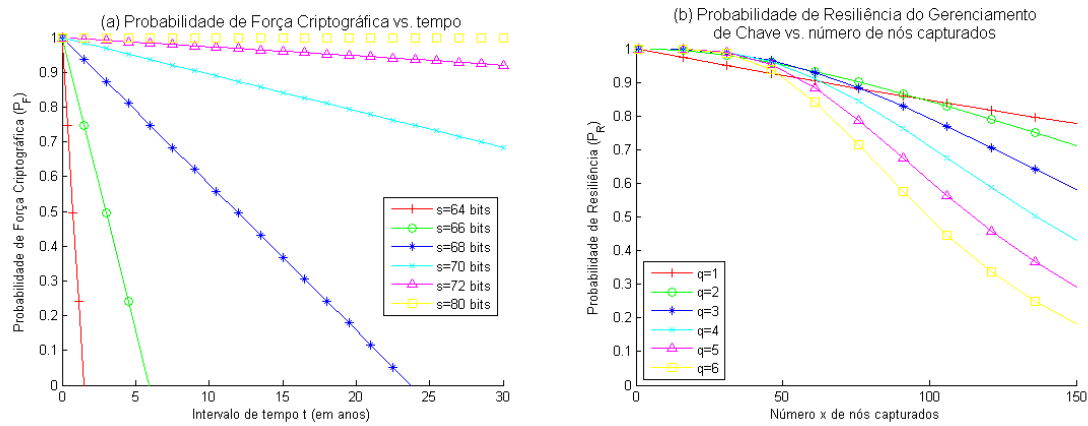 (a) Probabilidade de Força Criptográfica vs. tempo
Probabilidade de Força Criptográfica (P_F)
1
0.9
0.8
0.7
0.6
0.5
0.4
0.3
0.2
0.1
0
0 5 10 15 20 25 30
Intervalo de tempo t (em anos)
s=64 bits
s=66 bits
s=68 bits
s=70 bits
s=72 bits
s=80 bits
(b) Probabilidade de Resiliência do Gerenciamento
de Chave vs. número de nós capturados
Probabilidade de Resiliência (P_R)
1
0.9
0.8
0.7
0.6
0.5
0.4
0.3
0.2
0.1
0
0 50 100 150
Número x de nós capturados
q=1
q=2
q=3
q=4
q=5
q=6